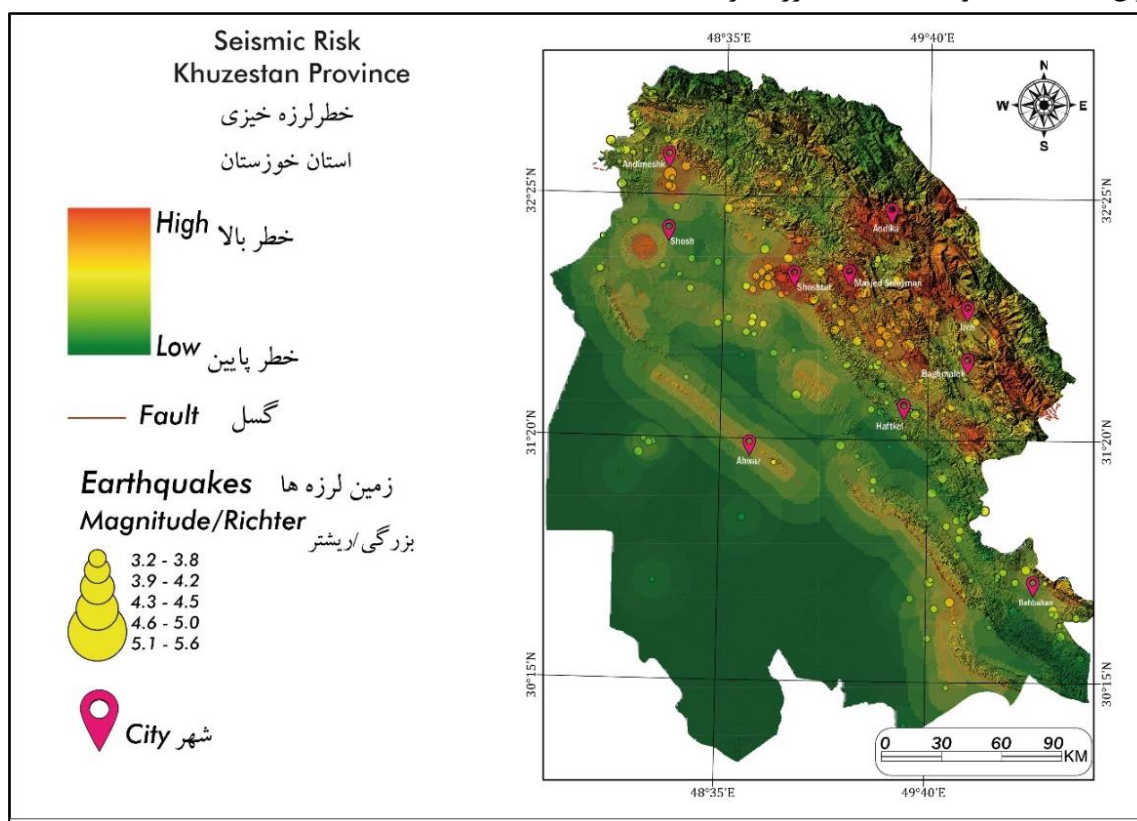 Seismic Risk
Khuzestan Province
خطرلرزه خیزی
استان خوزستان
High خطر بالا
Low خطر پایین
Fault گسل
Earthquakes زمین لرزه ها
Magnitude/Richter بزرگی/ریشتر
3.2 - 3.8
3.9 - 4.2
4.3 - 4.5
4.6 - 5.0
5.1 - 5.6
City شهر
48°35'E 49°40'E
N
W E
S
32°25'N 32°25'N
31°20'N 31°20'N
30°15'N 30°15'N
Andimeshk
Shosh
Andika
Shoshtar
Masjed Soleyman
Izeh
Baghmalek
Haftkel
Ahwaz
Behbahan
0 30 60 90
KM
48°35'E 49°40'E